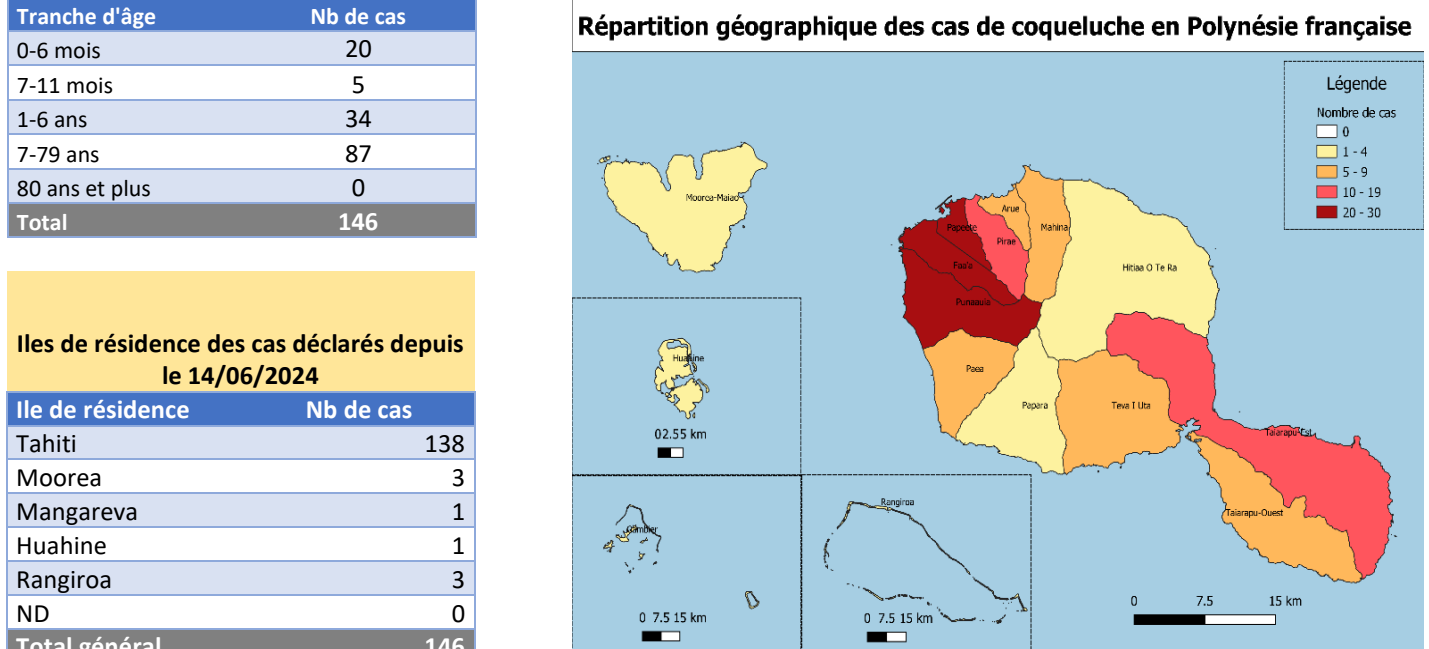 Tranche d'âge Nb de cas
0-6 mois 20
7-11 mois 5
1-6 ans 34
7-79 ans 87
80 ans et plus 0
Total 146
Iles de résidence des cas déclarés depuis
le 14/06/2024
Ile de résidence Nb de cas
Tahiti 138
Moorea 3
Mangareva 1
Huahine 1
Rangiroa 3
ND 0
Total général 146
Répartition géographique des cas de coqueluche en Polynésie française
Légende
Nombre de cas
0
1 - 4
5 - 9
10 - 19
20 - 30
Moorea-Maiao
Arue
Papeete
Mahina
Pirae
Faa'a
Hitiaa O Te Ra
Punaauia
Paea
Papara
Teva I Uta
Taiarapu-Est
Taiarapu-Ouest
Huahine
02.55 km
Gambier
0 7.5 15 km
Rangiroa
0 7.5 15 km
0 7.5 15 km